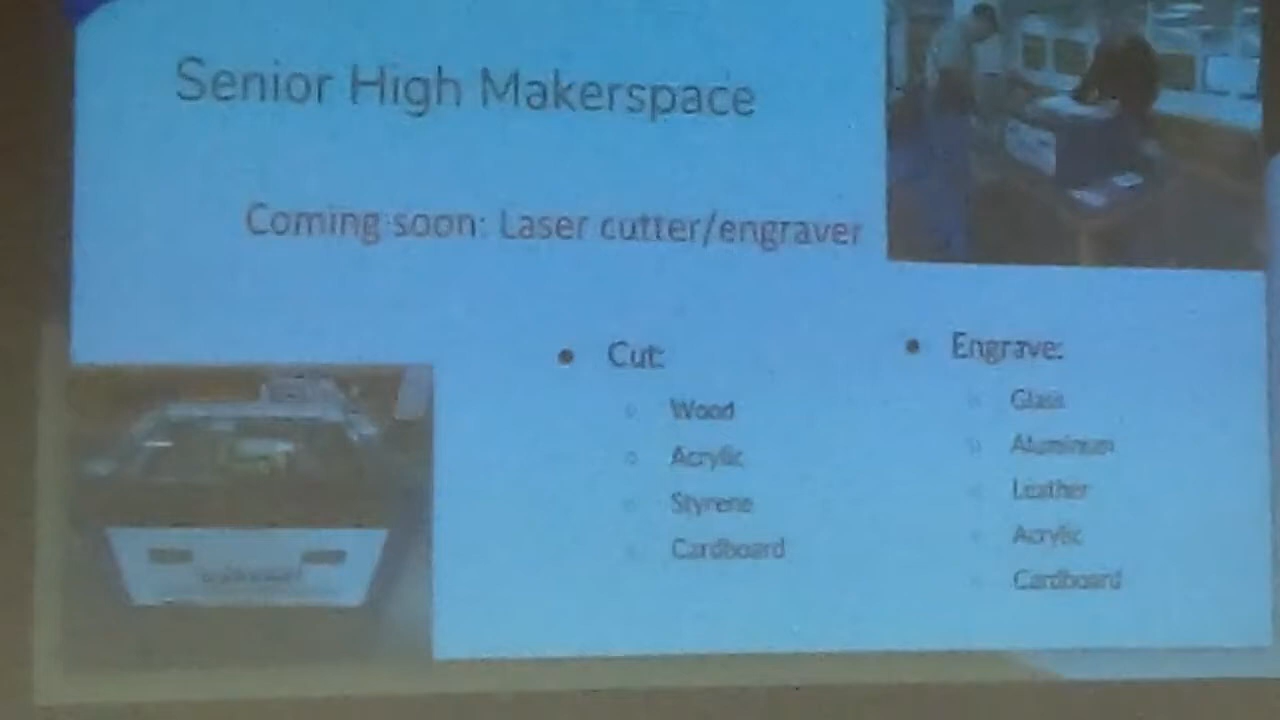 Senior High Makerspace
Coming soon: Laser cutter/engraver
Cut:
Wood
Acrylic
Styrene
Cardboard
Engrave:
Glass
Aluminum
Leather
Acrylic
Cardboard